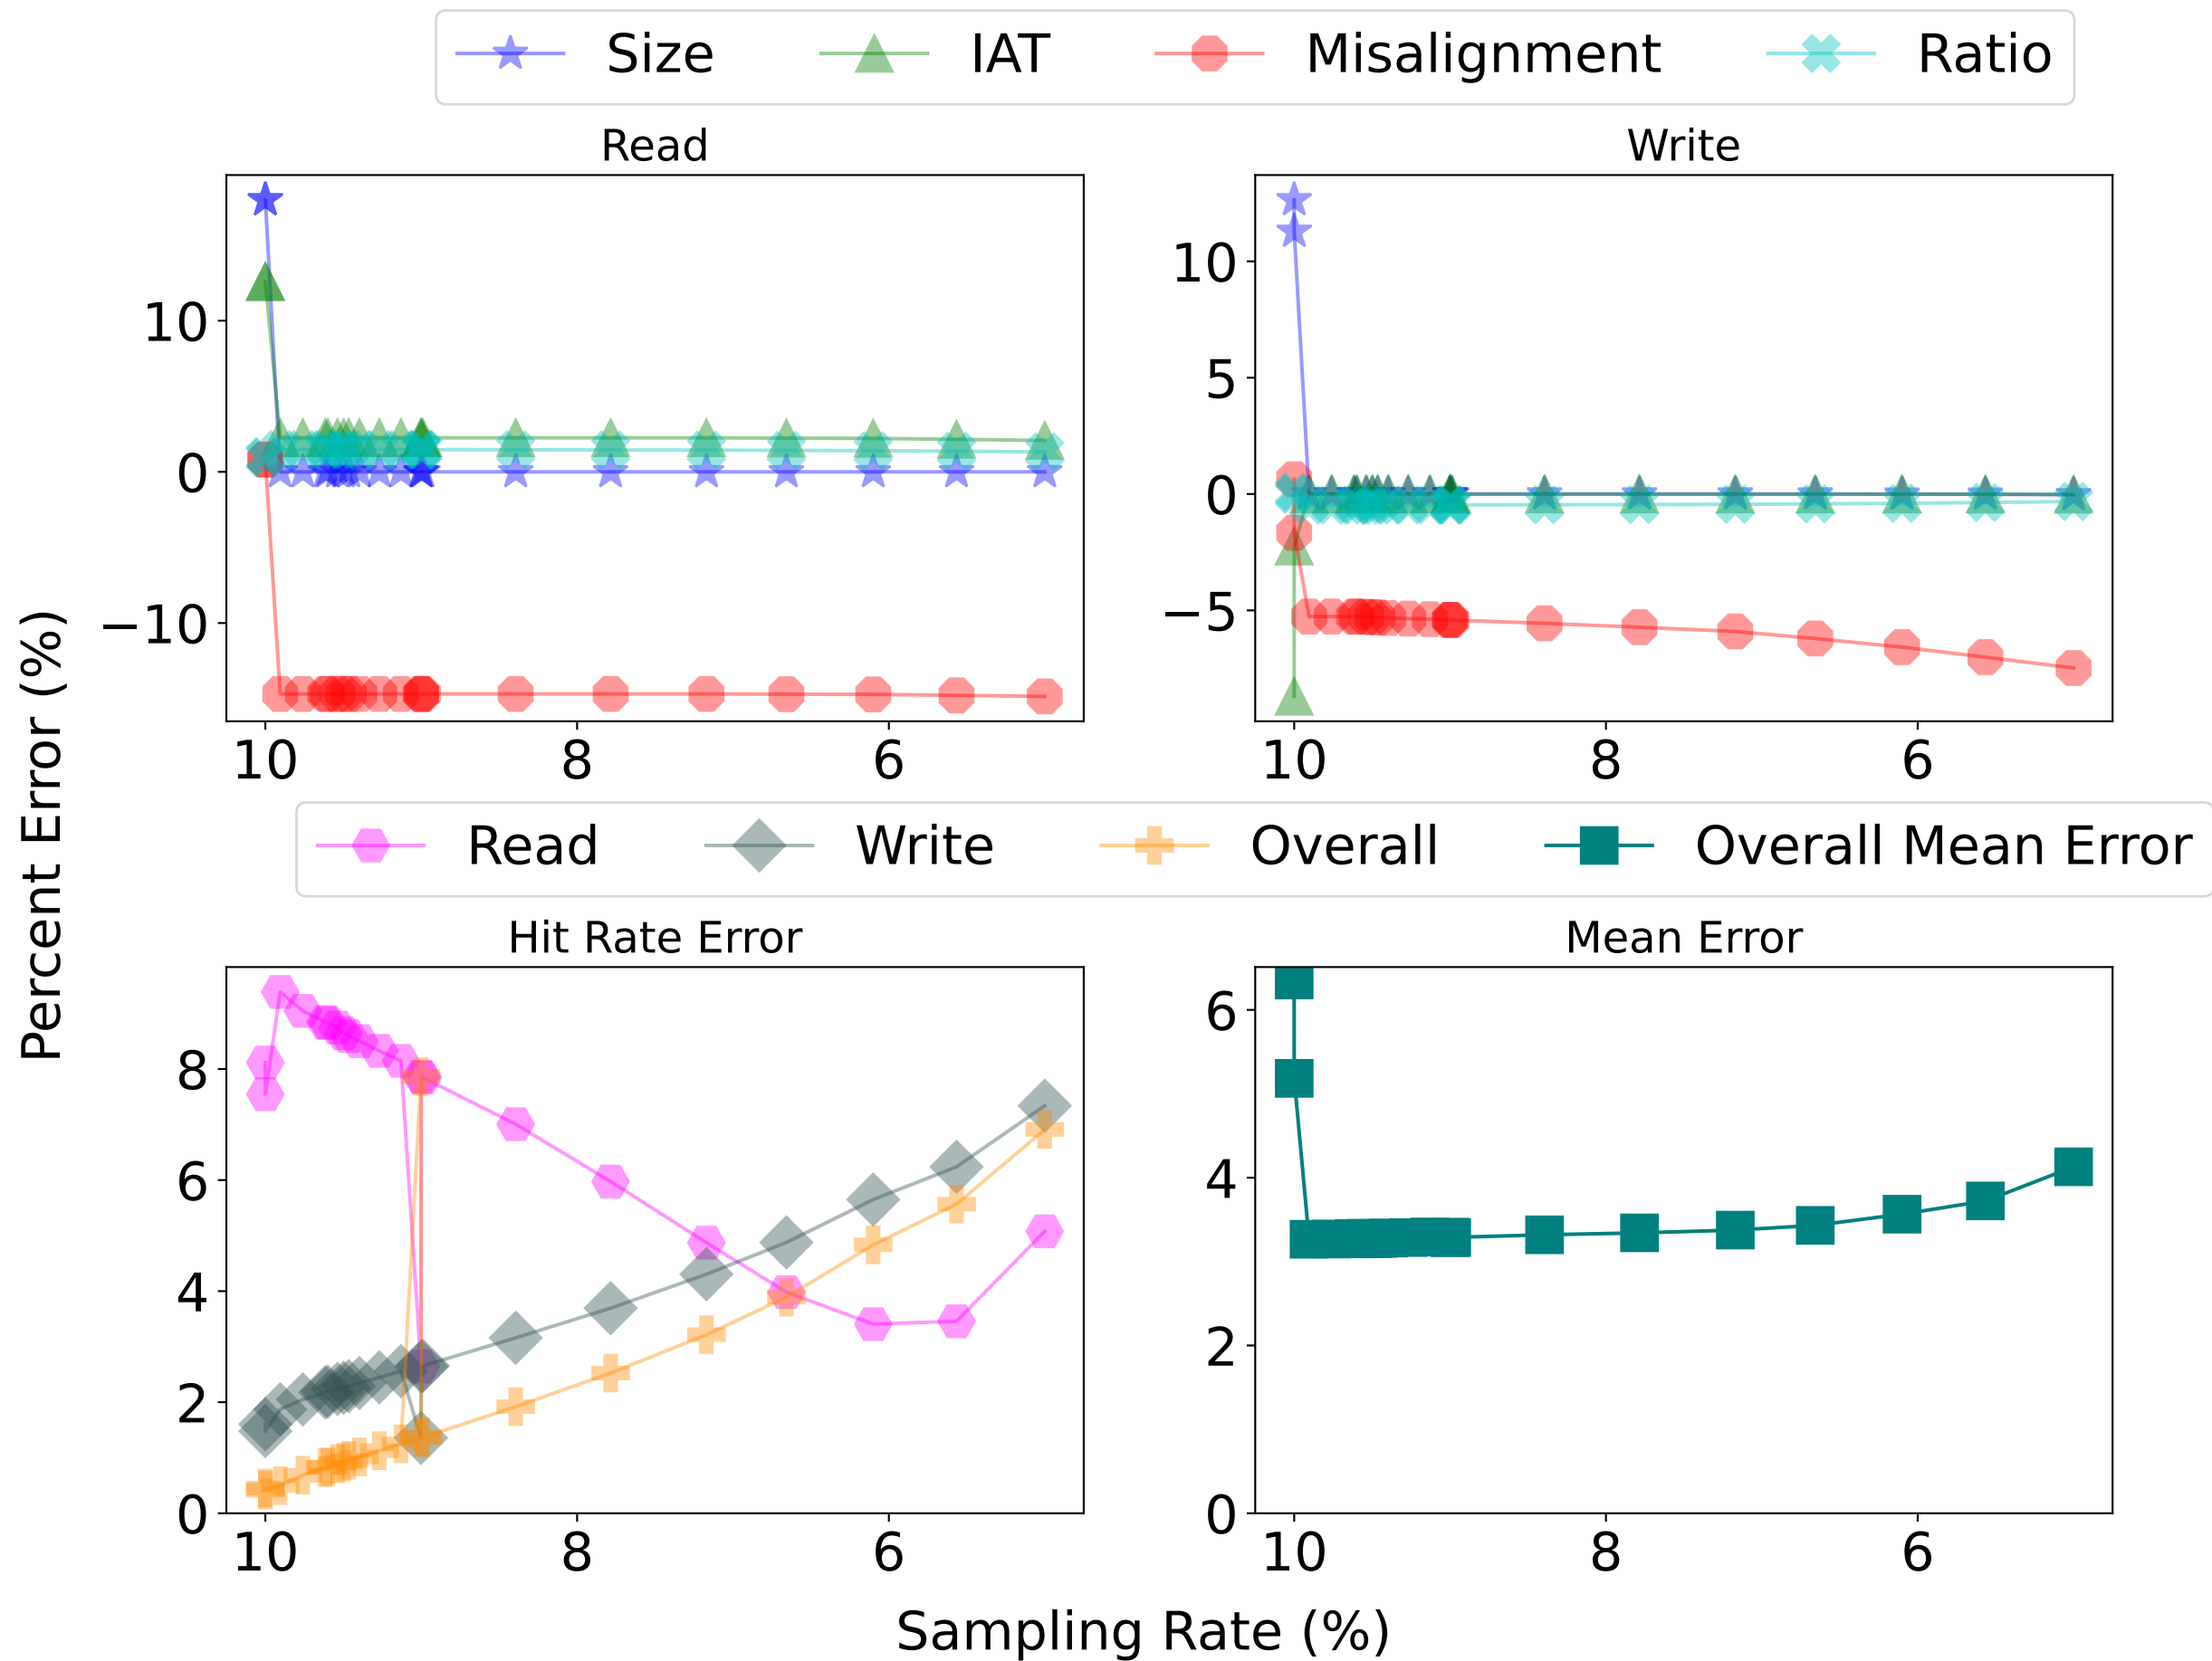 Size IAT Misalignment Ratio
Read
Write
10
0
−10
10 8 6
10
5
0
−5
10 8 6
Read Write Overall Overall Mean Error
Hit Rate Error
Mean Error
8
6
4
2
0
10 8 6
6
4
2
0
10 8 6
Percent Error (%)
Sampling Rate (%)